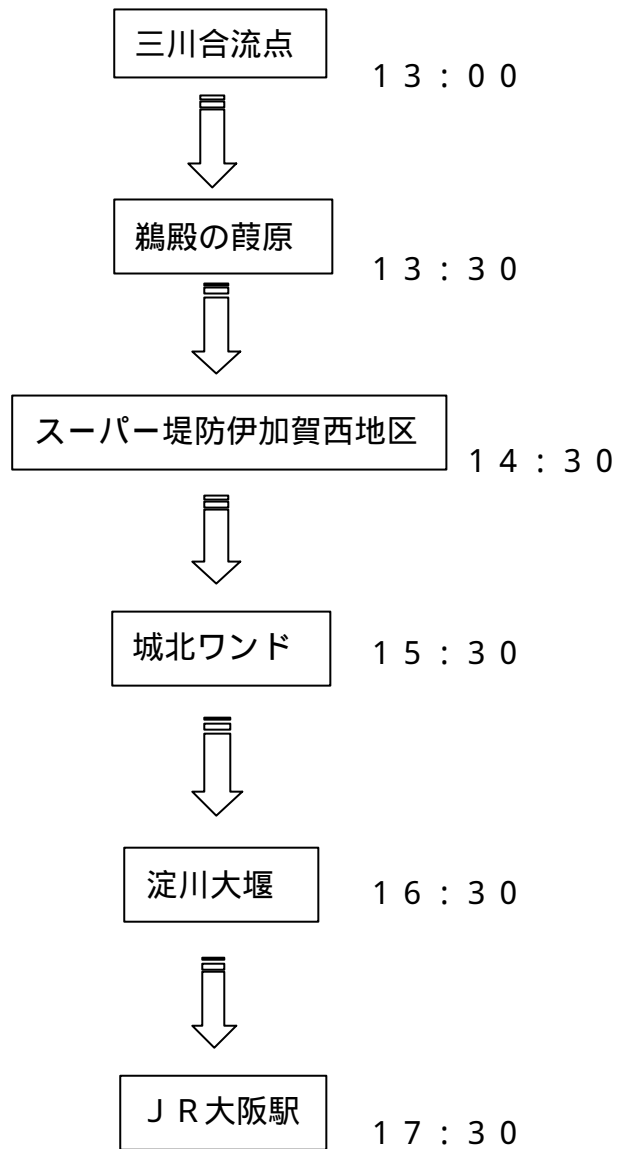 三川合流点
１３：００
鵜殿の葭原
１３：３０
スーパー堤防伊加賀西地区
１４：３０
城北ワンド
１５：３０
淀川大堰
１６：３０
ＪＲ大阪駅
１７：３０